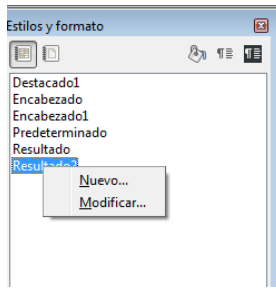 Estilos y formato
Destacado1
Encabezado
Encabezado1
Predeterminado
Resultado
Resultado2
Nuevo...
Modificar...